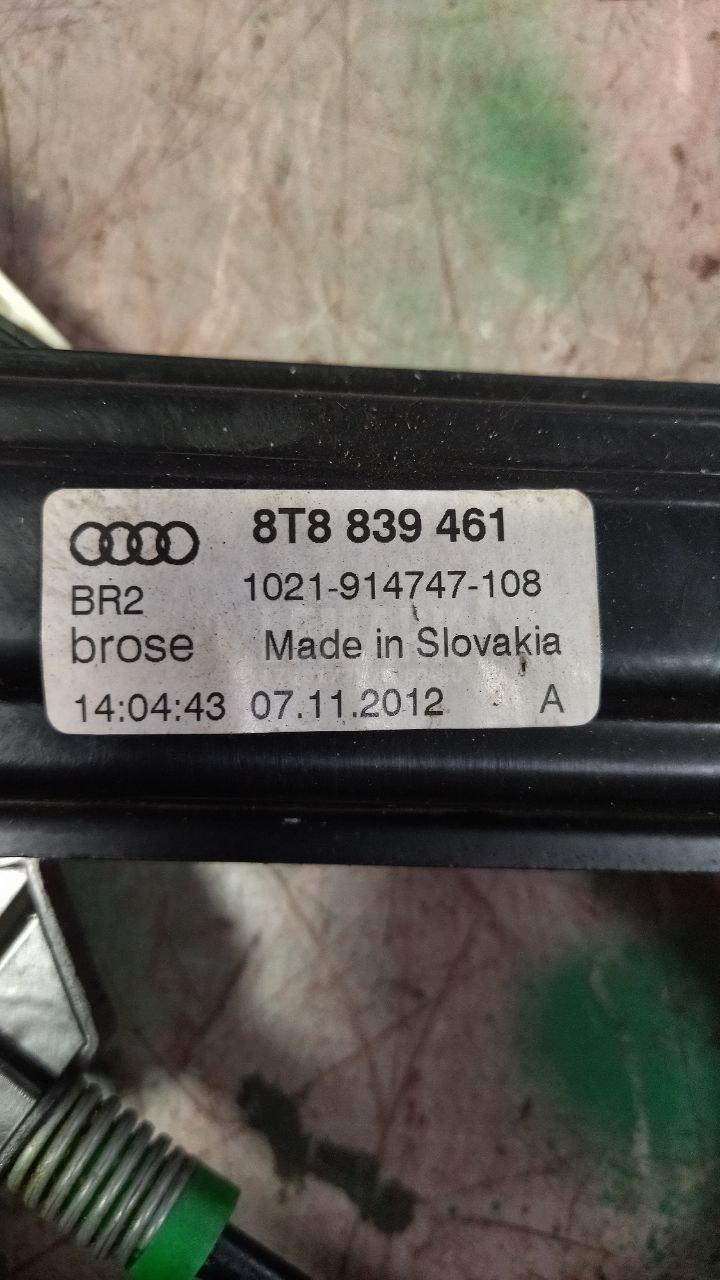 8T8 839 461
BR2 1021-914747-108
brose Made in Slovakia
14:04:43 07.11.2012 A